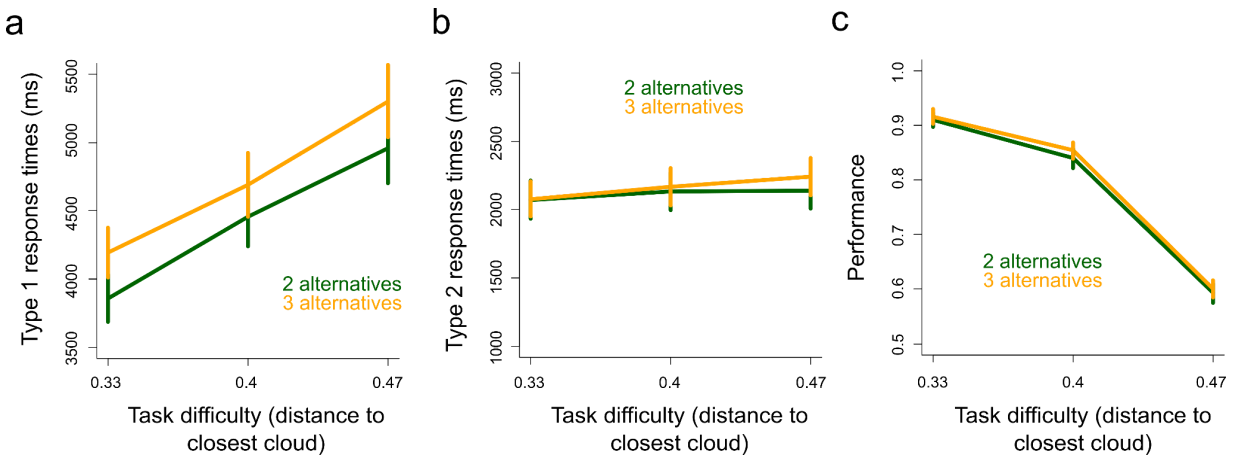 a
Type 1 response times (ms)
5500
5000
4500
4000
3500
2 alternatives
3 alternatives
0.33
0.4
0.47
Task difficulty (distance to
closest cloud)
b
Type 2 response times (ms)
3000
2500
2000
1500
1000
2 alternatives
3 alternatives
0.33
0.4
0.47
Task difficulty (distance to
closest cloud)
c
Performance
1.0
0.9
0.8
0.7
0.6
0.5
2 alternatives
3 alternatives
0.33
0.4
0.47
Task difficulty (distance to
closest cloud)